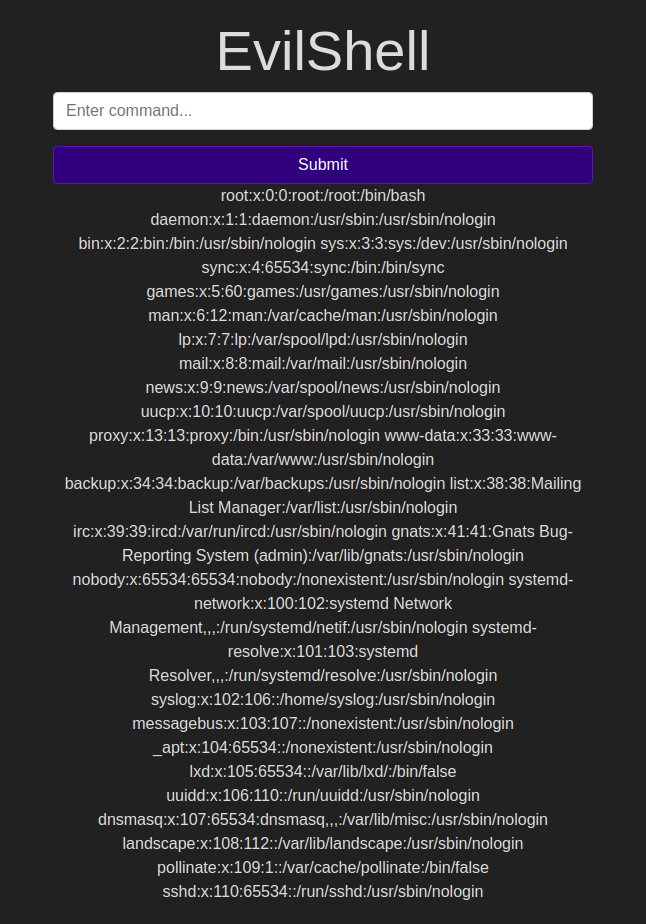 EvilShell
Enter command...
Submit
root:x:0:0:root:/root:/bin/bash
daemon:x:1:1:daemon:/usr/sbin:/usr/sbin/nologin
bin:x:2:2:bin:/bin:/usr/sbin/nologin sys:x:3:3:sys:/dev:/usr/sbin/nologin
sync:x:4:65534:sync:/bin:/bin/sync
games:x:5:60:games:/usr/games:/usr/sbin/nologin
man:x:6:12:man:/var/cache/man:/usr/sbin/nologin
lp:x:7:7:lp:/var/spool/lpd:/usr/sbin/nologin
mail:x:8:8:mail:/var/mail:/usr/sbin/nologin
news:x:9:9:news:/var/spool/news:/usr/sbin/nologin
uucp:x:10:10:uucp:/var/spool/uucp:/usr/sbin/nologin
proxy:x:13:13:proxy:/bin:/usr/sbin/nologin www-data:x:33:33:www-
data:/var/www:/usr/sbin/nologin
backup:x:34:34:backup:/var/backups:/usr/sbin/nologin list:x:38:38:Mailing
List Manager:/var/list:/usr/sbin/nologin
irc:x:39:39:ircd:/var/run/ircd:/usr/sbin/nologin gnats:x:41:41:Gnats Bug-
Reporting System (admin):/var/lib/gnats:/usr/sbin/nologin
nobody:x:65534:65534:nobody:/nonexistent:/usr/sbin/nologin systemd-
network:x:100:102:systemd Network
Management,,,:/run/systemd/netif:/usr/sbin/nologin systemd-
resolve:x:101:103:systemd
Resolver,,,:/run/systemd/resolve:/usr/sbin/nologin
syslog:x:102:106::/home/syslog:/usr/sbin/nologin
messagebus:x:103:107::/nonexistent:/usr/sbin/nologin
_apt:x:104:65534::/nonexistent:/usr/sbin/nologin
lxd:x:105:65534::/var/lib/lxd/:/bin/false
uuidd:x:106:110::/run/uuidd:/usr/sbin/nologin
dnsmasq:x:107:65534:dnsmasq,,,:/var/lib/misc:/usr/sbin/nologin
landscape:x:108:112::/var/lib/landscape:/usr/sbin/nologin
pollinate:x:109:1::/var/cache/pollinate:/bin/false
sshd:x:110:65534::/run/sshd:/usr/sbin/nologin